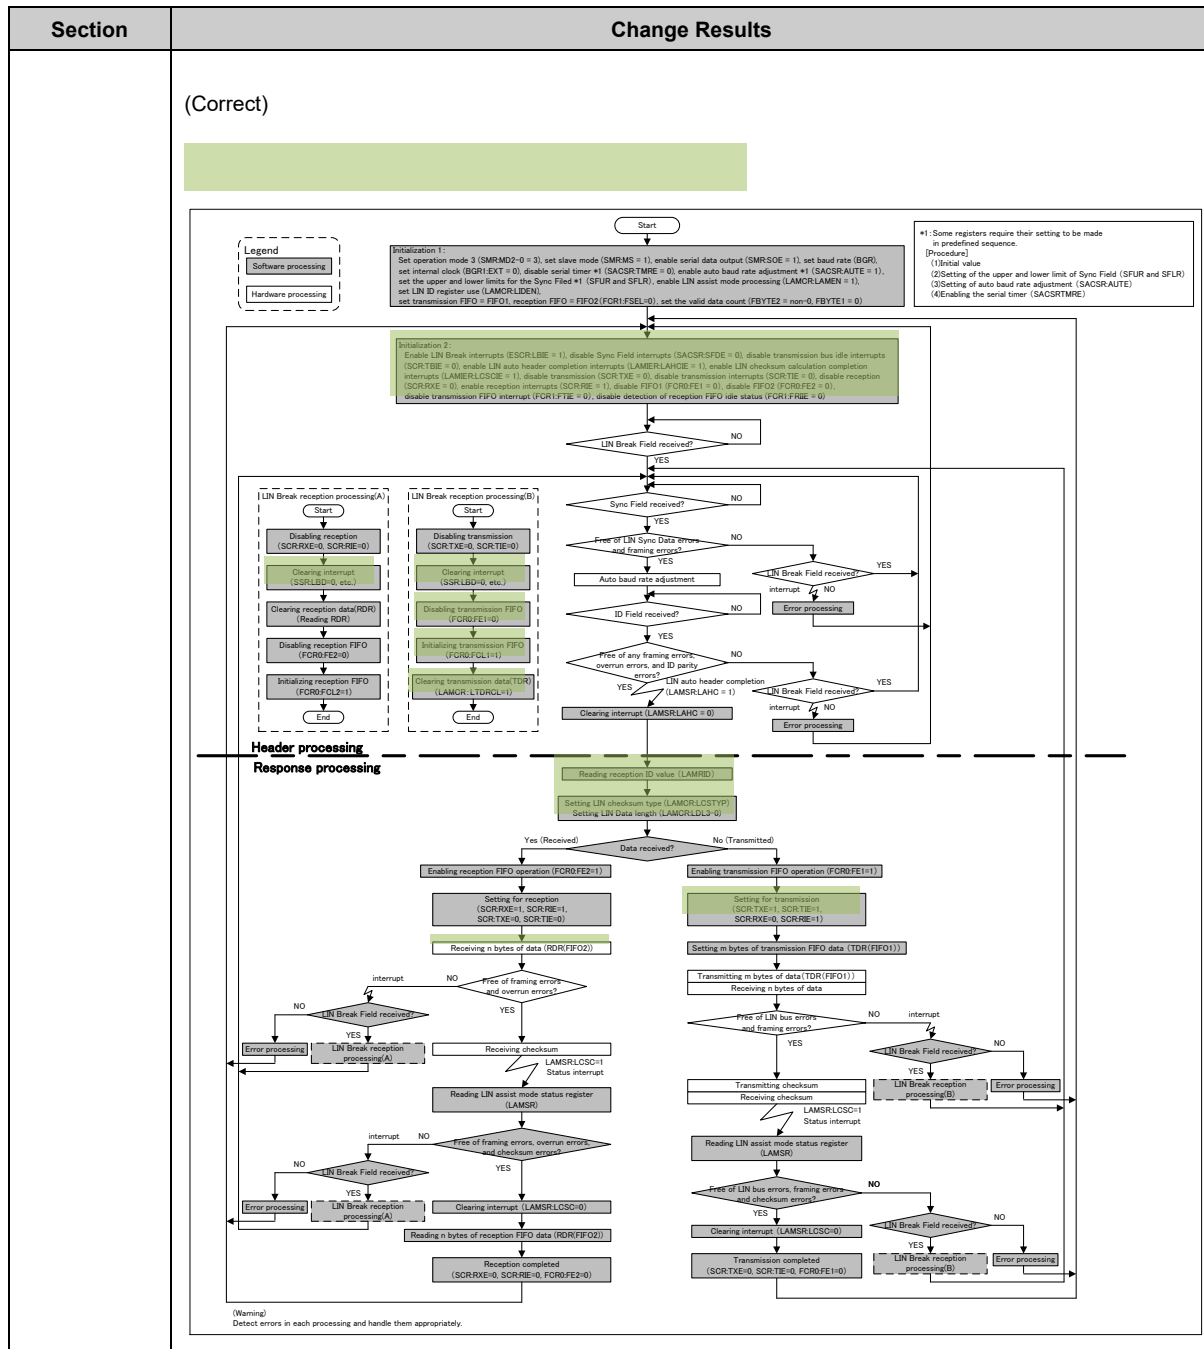 Section
Change Results
(Correct)
Legend
Software processing
Hardware processing
Start
*1:Some registers require their setting to be made
in predefined sequence.
[Procedure]
(1)Initial value
(2)Setting of the upper and lower limit of Sync Field (SFUR and SFLR)
(3)Setting of auto baud rate adjustment (SACSR:AUTE)
(4)Enabling the serial timer (SACSRTMRE)
Initialization 1:
Set operation mode 3 (SMR:MD2-0 = 3), set slave mode (SMR:MS = 1), enable serial data output (SMR:SOE = 1), set baud rate (BGR),
set internal clock (BGR1:EXT = 0), disable serial timer *1 (SACSR:TMRE = 0), enable auto baud rate adjustment *1 (SACSR:AUTE = 1),
set the upper and lower limits for the Sync Filed *1 (SFUR and SFLR), enable LIN assist mode processing (LAMCR:LAMEN = 1),
set LIN ID register use (LAMCR:LIDEN),
set transmission FIFO = FIFO1, reception FIFO = FIFO2 (FCR1:FSEL=0), set the valid data count (FBYTE2 = non-0, FBYTE1 = 0)
Initialization 2:
Enable LIN Break interrupts (ESCR:LBIE = 1), disable Sync Field interrupts (SACSR:SFDE = 0), disable transmission bus idle interrupts
(SCR:TBIE = 0), enable LIN auto header completion interrupts (LAMIER:LAHCIE = 1), enable LIN checksum calculation completion
interrupts (LAMIER:LCSCIE = 1), disable transmission (SCR:TXE = 0), disable transmission interrupts (SCR:TIE = 0), disable reception
(SCR:RXE = 0), enable reception interrupts (SCR:RIE = 1), disable FIFO1 (FCR0:FE1 = 0), disable FIFO2 (FCR0:FE2 = 0),
disable transmission FIFO interrupt (FCR1:FTIE = 0), disable detection of reception FIFO idle status (FCR1:FRIIE = 0)
LIN Break Field received?
NO
YES
LIN Break reception processing(A)
Start
Disabling reception
(SCR:RXE=0, SCR:RIE=0)
Clearing interrupt
(SSR:LBD=0, etc.)
Clearing reception data(RDR)
(Reading RDR)
Disabling reception FIFO
(FCR0:FE2=0)
Initializing reception FIFO
(FCR0:FCL2=1)
End
LIN Break reception processing(B)
Start
Disabling transmission
(SCR:TXE=0, SCR:TIE=0)
Clearing interrupt
(SSR:LBD=0, etc.)
Disabling transmission FIFO
(FCR0:FE1=0)
Initializing transmission FIFO
(FCR0:FCL1=1)
Clearing transmission data(TDR)
(LAMCR: LTDRCL=1)
End
Sync Field received?
NO
YES
Free of LIN Sync Data errors
and framing errors?
NO
YES
LIN Break Field received?
YES
interrupt
NO
Error processing
Auto baud rate adjustment
ID Field received?
NO
YES
Free of any framing errors,
overrun errors, and ID parity
errors?
NO
YES
LIN auto header completion
(LAMSR:LAHC = 1)
LIN Break Field received?
YES
interrupt
NO
Error processing
Clearing interrupt (LAMSR:LAHC = 0)
Header processing
Response processing
Reading reception ID value (LAMRID)
Setting LIN checksum type (LAMCR:LCSTYP)
Setting LIN Data length (LAMCR:LDL3-0)
Yes (Received)
Data received?
No (Transmitted)
Enabling reception FIFO operation (FCR0:FE2=1)
Setting for reception
(SCR:RXE=1, SCR:RIE=1,
SCR:TXE=0, SCR:TIE=0)
Receiving n bytes of data (RDR(FIFO2))
Free of framing errors
and overrun errors?
NO
interrupt
YES
LIN Break Field received?
NO
YES
Error processing
LIN Break reception
processing(A)
Receiving checksum
LAMSR:LCSC=1
Status interrupt
Reading LIN assist mode status register
(LAMSR)
Free of framing errors, overrun errors,
and checksum errors?
NO
interrupt
YES
LIN Break Field received?
NO
YES
Error processing
LIN Break reception
processing(A)
Clearing interrupt (LAMSR:LCSC=0)
Reading n bytes of reception FIFO data (RDR(FIFO2))
Reception completed
(SCR:RXE=0, SCR:RIE=0, FCR0:FE2=0)
Enabling transmission FIFO operation (FCR0:FE1=1)
Setting for transmission
(SCR:TXE=1, SCR:TIE=1,
SCR:RXE=0, SCR:RIE=1)
Setting m bytes of transmission FIFO data (TDR(FIFO1))
Transmitting m bytes of data(TDR(FIFO1))
Receiving n bytes of data
Free of LIN bus errors
and framing errors?
NO
interrupt
YES
LIN Break Field received?
NO
YES
LIN Break reception
processing(B)
Error processing
Transmitting checksum
Receiving checksum
LAMSR:LCSC=1
Status interrupt
Reading LIN assist mode status register
(LAMSR)
Free of LIN bus errors, framing errors
and checksum errors?
NO
YES
LIN Break Field received?
NO
YES
LIN Break reception
processing(B)
Error processing
Clearing interrupt (LAMSR:LCSC=0)
Transmission completed
(SCR:TXE=0, SCR:TIE=0, FCR0:FE1=0)
(Warning)
Detect errors in each processing and handle them appropriately.